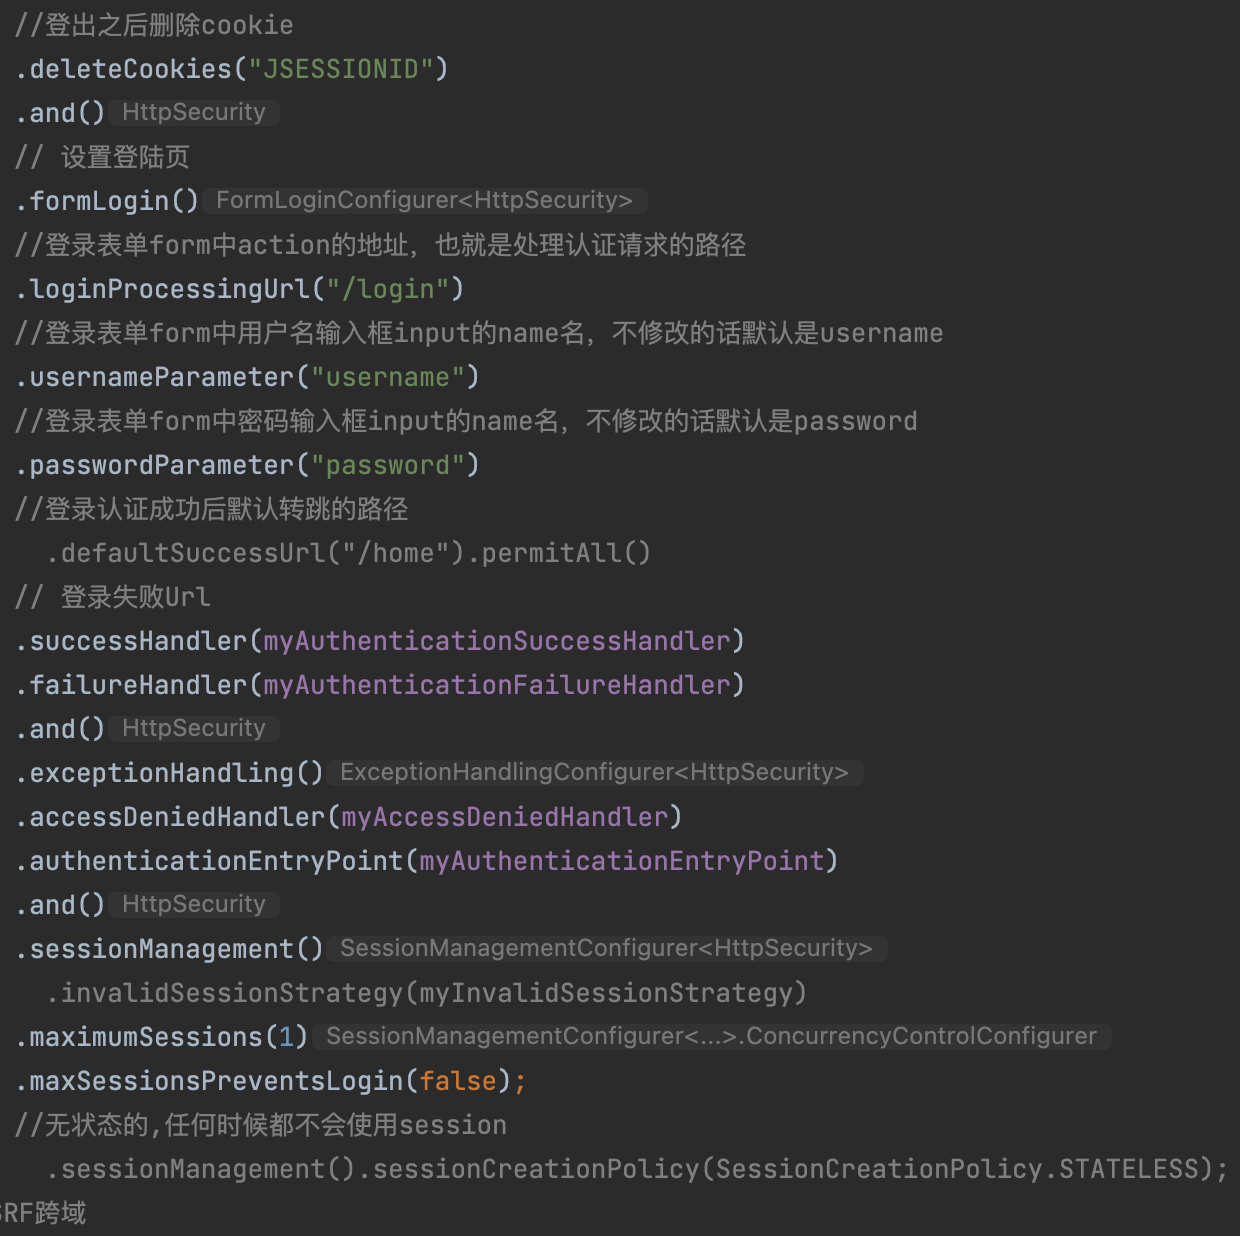 //登出之后删除cookie
.deleteCookies("JSESSIONID")
.and() HttpSecurity
// 设置登陆页
.formLogin() FormLoginConfigurer<HttpSecurity>
//登录表单form中action的地址，也就是处理认证请求的路径
.loginProcessingUrl("/login")
//登录表单form中用户名输入框input的name名，不修改的话默认是username
.usernameParameter("username")
//登录表单form中密码输入框input的name名，不修改的话默认是password
.passwordParameter("password")
//登录认证成功后默认转跳的路径
.defaultSuccessUrl("/home").permitAll()
// 登录失败Url
.successHandler(myAuthenticationSuccessHandler)
.failureHandler(myAuthenticationFailureHandler)
.and() HttpSecurity
.exceptionHandling() ExceptionHandlingConfigurer<HttpSecurity>
.accessDeniedHandler(myAccessDeniedHandler)
.authenticationEntryPoint(myAuthenticationEntryPoint)
.and() HttpSecurity
.sessionManagement() SessionManagementConfigurer<HttpSecurity>
.invalidSessionStrategy(myInvalidSessionStrategy)
.maximumSessions(1) SessionManagementConfigurer<...>.ConcurrencyControlConfigurer
.maxSessionsPreventsLogin(false);
//无状态的,任何时候都不会使用session
.sessionManagement().sessionCreationPolicy(SessionCreationPolicy.STATELESS);
SRF跨域